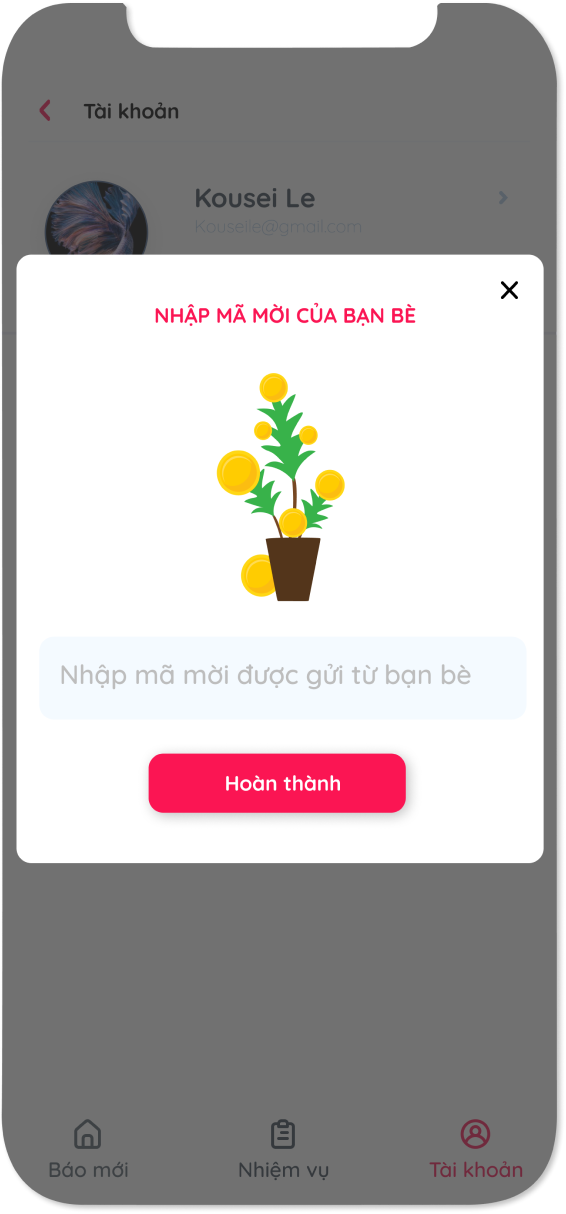 Tài khoản
Kousei Le
Kouseile@gmail.com
NHẬP MÃ MỜI CỦA BẠN BÈ
Nhập mã mời được gửi từ bạn bè
Hoàn thành
Báo mới
Nhiệm vụ
Tài khoản